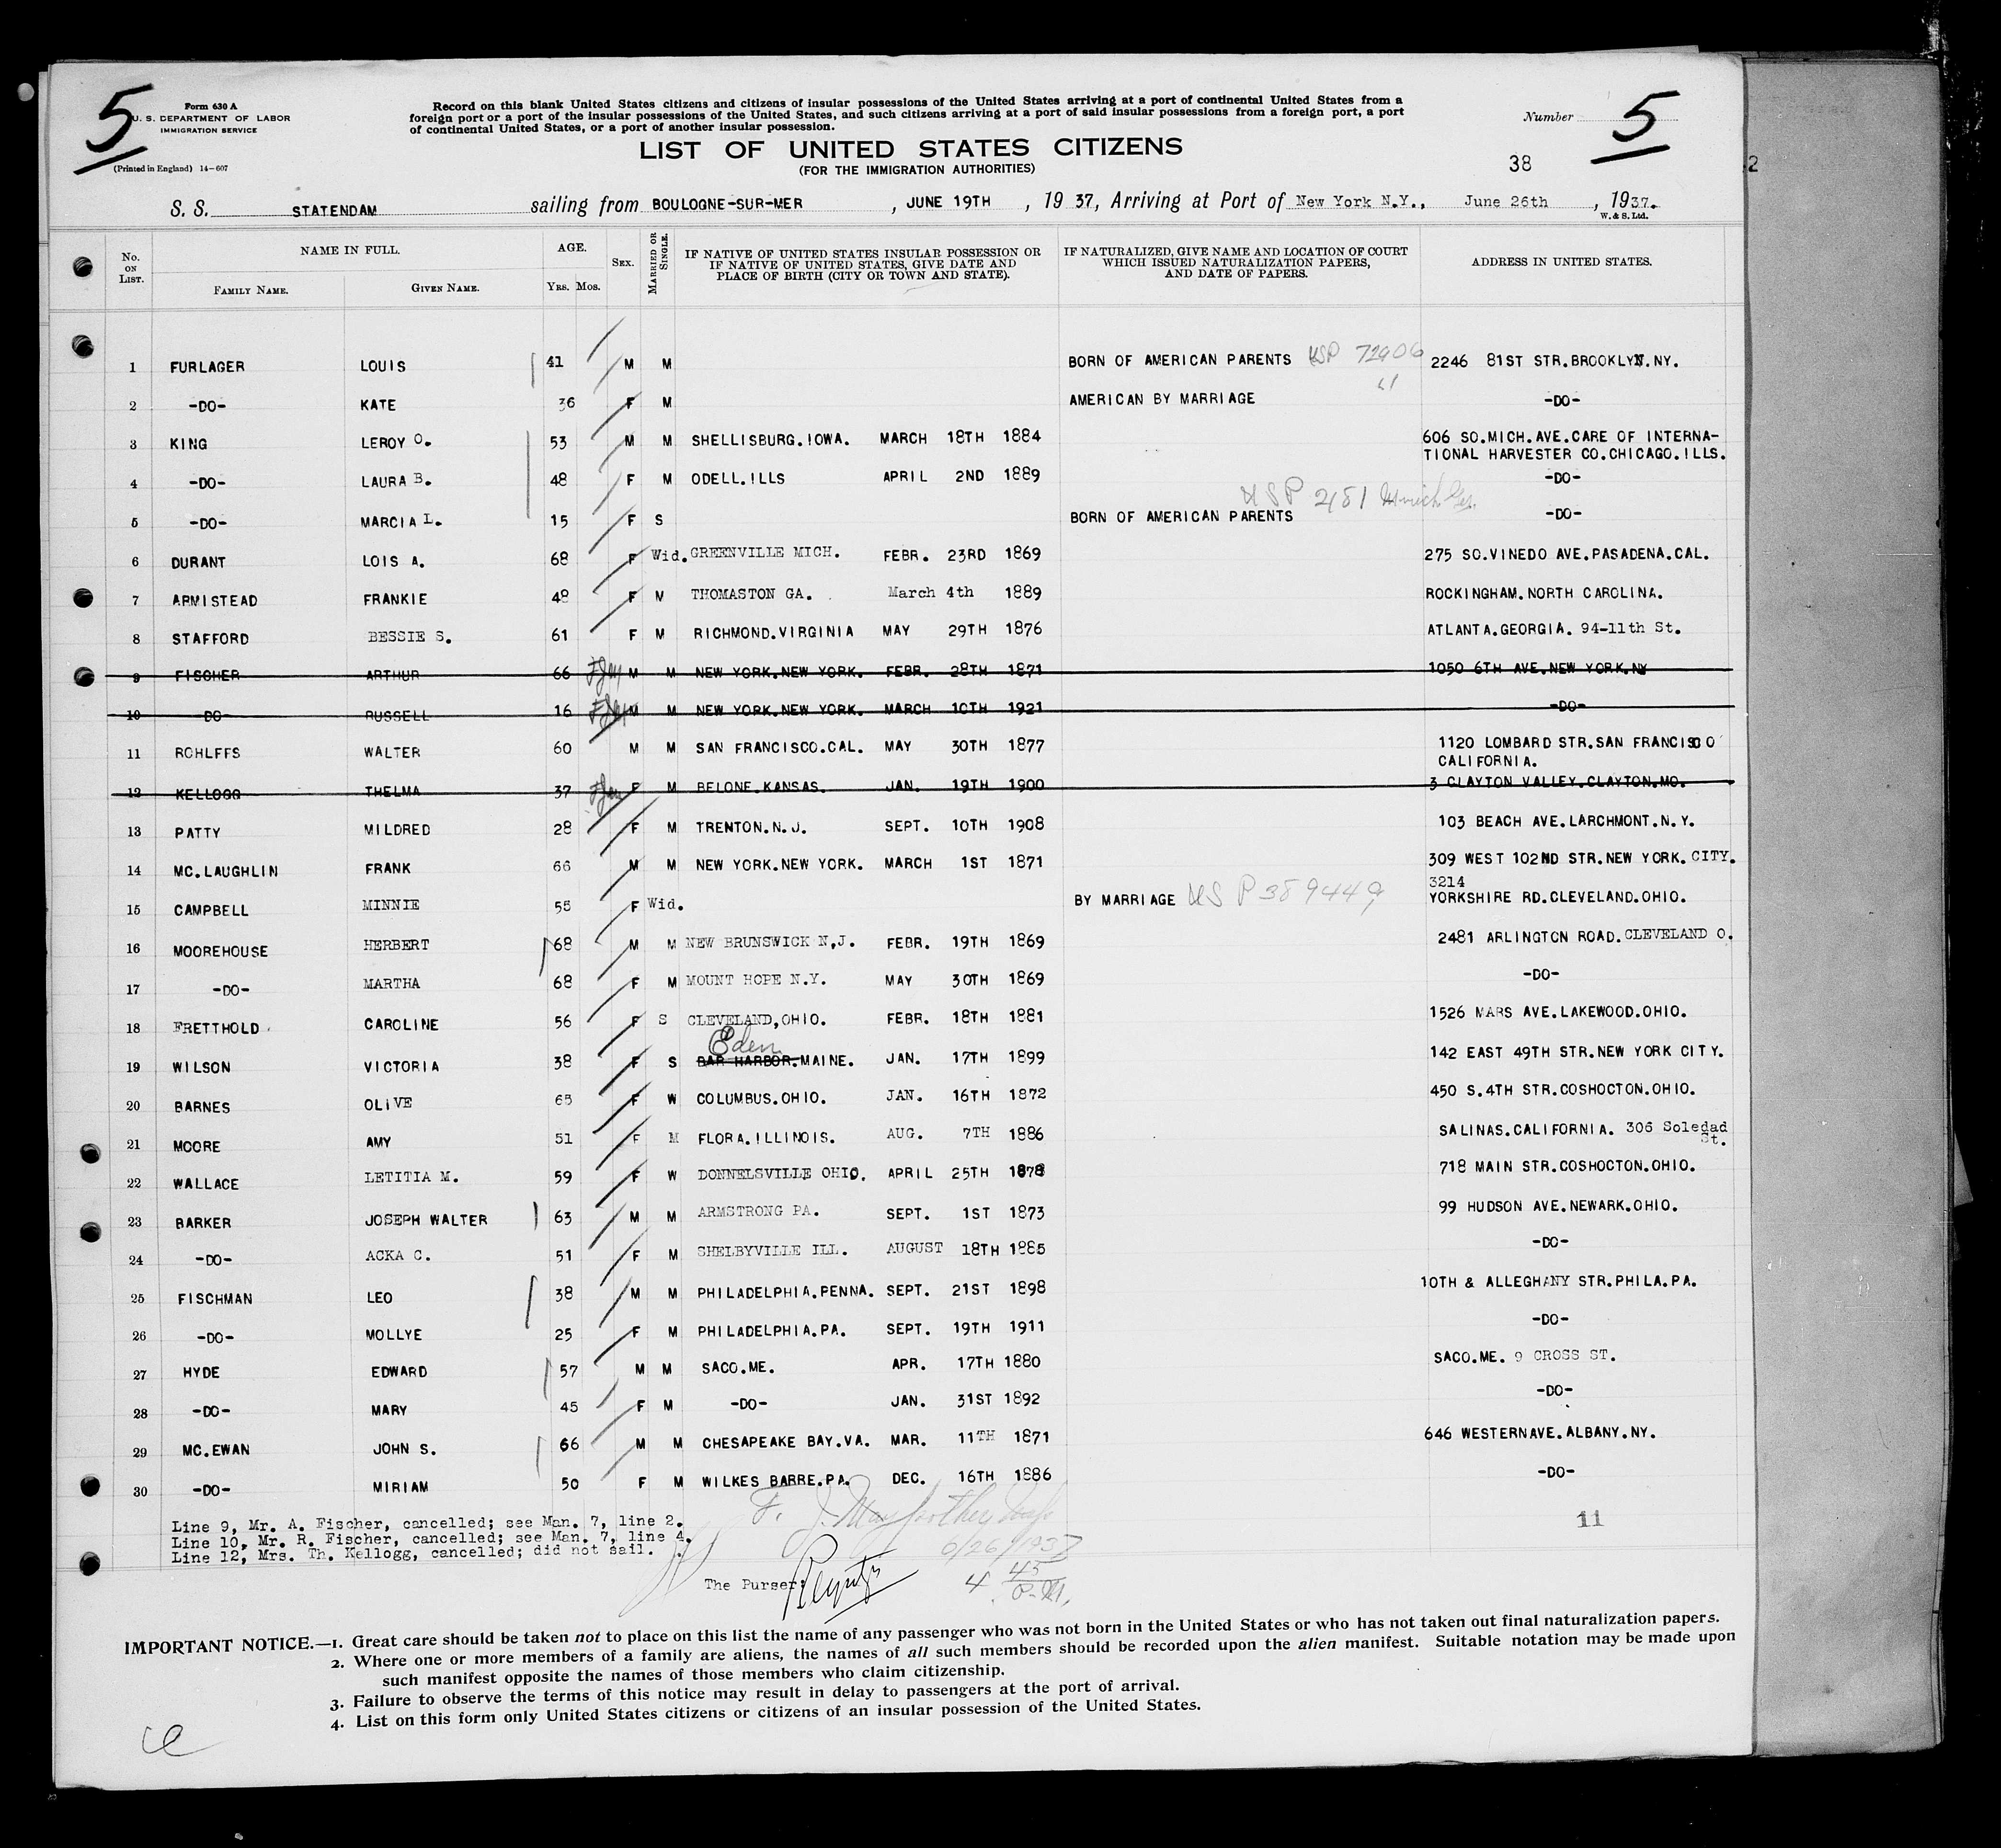 5
Form 630 A
U. S. DEPARTMENT OF LABOR
IMMIGRATION SERVICE
(Printed in England) 14-607
Record on this blank United States citizens and citizens of insular possessions of the United States arriving at a port of continental United States from a
foreign port or a port of the insular possessions of the United States, and such citizens arriving at a port of said insular possessions from a foreign port, a port
of continental United States, or a port of another insular possession.
Number 5
LIST OF UNITED STATES CITIZENS
(FOR THE IMMIGRATION AUTHORITIES)
38
2
S. S. STATENDAM sailing from BOULOGNE-SUR-MER, JUNE 19TH, 19 37, Arriving at Port of New York N.Y., June 26th, 1937.
W. & S. Ltd.
No. ON LIST. NAME IN FULL. FAMILY NAME. GIVEN NAME. AGE. YRS. MOS. SEX. MARRIED OR SINGLE. IF NATIVE OF UNITED STATES INSULAR POSSESSION OR IF NATIVE OF UNITED STATES, GIVE DATE AND PLACE OF BIRTH (CITY OR TOWN AND STATE). IF NATURALIZED, GIVE NAME AND LOCATION OF COURT WHICH ISSUED NATURALIZATION PAPERS, AND DATE OF PAPERS. ADDRESS IN UNITED STATES.
1 FURLAGER LOUIS 41 M M BORN OF AMERICAN PARENTS USP 72906 2246 81ST STR.BROOKLYN.NY.
2 -DO- KATE 36 F M AMERICAN BY MARRIAGE -DO-
3 KING LEROY O. 53 M M SHELLISBURG.IOWA. MARCH 18TH 1884 606 SO.MICH.AVE.CARE OF INTERNA-
TIONAL HARVESTER CO.CHICAGO.ILLS.
4 -DO- LAURA B. 48 F M ODELL.ILLS APRIL 2ND 1889 -DO-
USP 281 Munich Ger.
5 -DO- MARCIA L. 15 F S BORN OF AMERICAN PARENTS -DO-
6 DURANT LOIS A. 68 F Wid. GREENVILLE MICH. FEBR. 23RD 1869 275 SO.VINEDO AVE.PASADENA.CAL.
7 ARMISTEAD FRANKIE 48 F M THOMASTON GA. March 4th 1889 ROCKINGHAM.NORTH CAROLINA.
8 STAFFORD BESSIE S. 61 F M RICHMOND.VIRGINIA MAY 29TH 1876 ATLANTA.GEORGIA. 94-11th St.
9 FISCHER ARTHUR 66 M M NEW YORK.NEW YORK. FEBR. 28TH 1871 1050 6TH AVE.NEW YORK.NY
10 -DO- RUSSELL 16 M M NEW YORK.NEW YORK. MARCH 10TH 1921 -DO-
11 ROHLFFS WALTER 60 M M SAN FRANCISCO.CAL. MAY 30TH 1877 1120 LOMBARD STR.SAN FRANCISCO
CALIFORNIA.
12 KELLOGG THELMA 37 F M BELONE.KANSAS. JAN. 19TH 1900 3 CLAYTON VALLEY.CLAYTON.MO.
13 PATTY MILDRED 28 F M TRENTON.N.J. SEPT. 10TH 1908 103 BEACH AVE.LARCHMONT.N.Y.
14 MC.LAUGHLIN FRANK 66 M M NEW YORK.NEW YORK. MARCH 1ST 1871 309 WEST 102ND STR.NEW YORK.CITY.
3214
15 CAMPBELL MINNIE 55 F Wid. BY MARRIAGE USP 389449 YORKSHIRE RD.CLEVELAND.OHIO.
16 MOOREHOUSE HERBERT 68 M M NEW BRUNSWICK N,J. FEBR. 19TH 1869 2481 ARLINGTON ROAD.CLEVELAND O.
17 -DO- MARTHA 68 F M MOUNT HOPE N.Y. MAY 30TH 1869 -DO-
18 FRETTHOLD CAROLINE 56 F S CLEVELAND,OHIO. FEBR. 18TH 1881 1526 MARS AVE.LAKEWOOD.OHIO.
Eden
19 WILSON VICTORIA 38 F S BAR HARBOR.MAINE. JAN. 17TH 1899 142 EAST 49TH STR.NEW YORK CITY.
20 BARNES OLIVE 65 F W COLUMBUS.OHIO. JAN. 16TH 1872 450 S.4TH STR.COSHOCTON.OHIO.
21 MOORE AMY 51 F M FLORA.ILLINOIS. AUG. 7TH 1886 SALINAS.CALIFORNIA. 306 Soledad
St.
22 WALLACE LETITIA M. 59 F W DONNELSVILLE OHIO. APRIL 25TH 1878 718 MAIN STR.COSHOCTON.OHIO.
23 BARKER JOSEPH WALTER 63 M M ARMSTRONG PA. SEPT. 1ST 1873 99 HUDSON AVE.NEWARK.OHIO.
24 -DO- ACKA C. 51 F M SHELBYVILLE ILL. AUGUST 18TH 1885 -DO-
25 FISCHMAN LEO 38 M M PHILADELPHIA.PENNA. SEPT. 21ST 1898 10TH & ALLEGHANY STR.PHILA.PA.
26 -DO- MOLLYE 25 F M PHILADELPHIA.PA. SEPT. 19TH 1911 -DO-
27 HYDE EDWARD 57 M M SACO.ME. APR. 17TH 1880 SACO.ME. 9 CROSS ST.
28 -DO- MARY 45 F M -DO- JAN. 31ST 1892 -DO-
29 MC.EWAN JOHN S. 66 M M CHESAPEAKE BAY.VA. MAR. 11TH 1871 646 WESTERNAVE.ALBANY.NY.
30 -DO- MIRIAM 50 F M WILKES BARRE.PA. DEC. 16TH 1886 -DO-
Line 9, Mr. A. Fischer, cancelled; see Man. 7, line 2.
Line 10, Mr. R. Fischer, cancelled; see Man. 7, line 4.
Line 12, Mrs. Th. Kellogg, cancelled; did not sail.
11
6/26/1937
The Purser:
4 45 P.M.
IMPORTANT NOTICE.—1. Great care should be taken not to place on this list the name of any passenger who was not born in the United States or who has not taken out final naturalization papers.
2. Where one or more members of a family are aliens, the names of all such members should be recorded upon the alien manifest. Suitable notation may be made upon
such manifest opposite the names of those members who claim citizenship.
3. Failure to observe the terms of this notice may result in delay to passengers at the port of arrival.
4. List on this form only United States citizens or citizens of an insular possession of the United States.